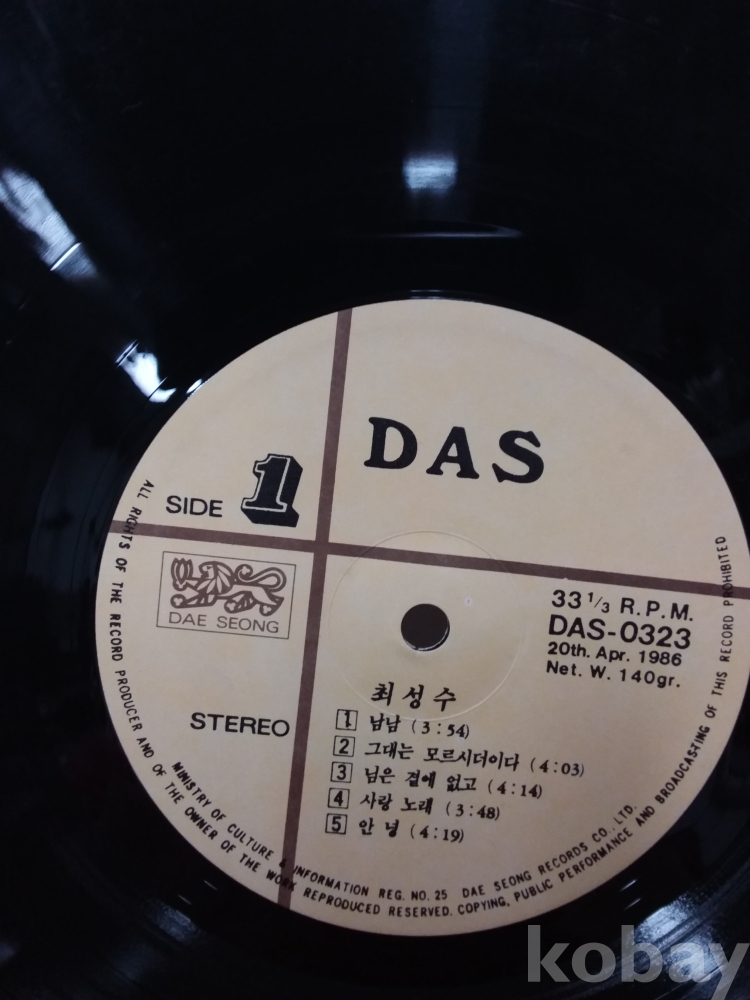 DAS
SIDE 1
DAE SEONG
33 1/3 R.P.M.
DAS-0323
20th. Apr. 1986
Net. W. 140gr.
STEREO
최성수
1 남남 (3:54)
2 그대는 모르시더이다 (4:03)
3 님은 곁에 없고 (4:14)
4 사랑 노래 (3:48)
5 안녕 (4:19)
ALL RIGHTS OF THE RECORD PRODUCER AND OF THE OWNER OF THE WORK REPRODUCED RESERVED. COPYING, PUBLIC PERFORMANCE AND BROADCASTING OF THIS RECORD PROHIBITED
MINISTRY OF CULTURE & INFORMATION REG. NO. 25 DAE SEONG RECORDS CO., LTD.
kobay